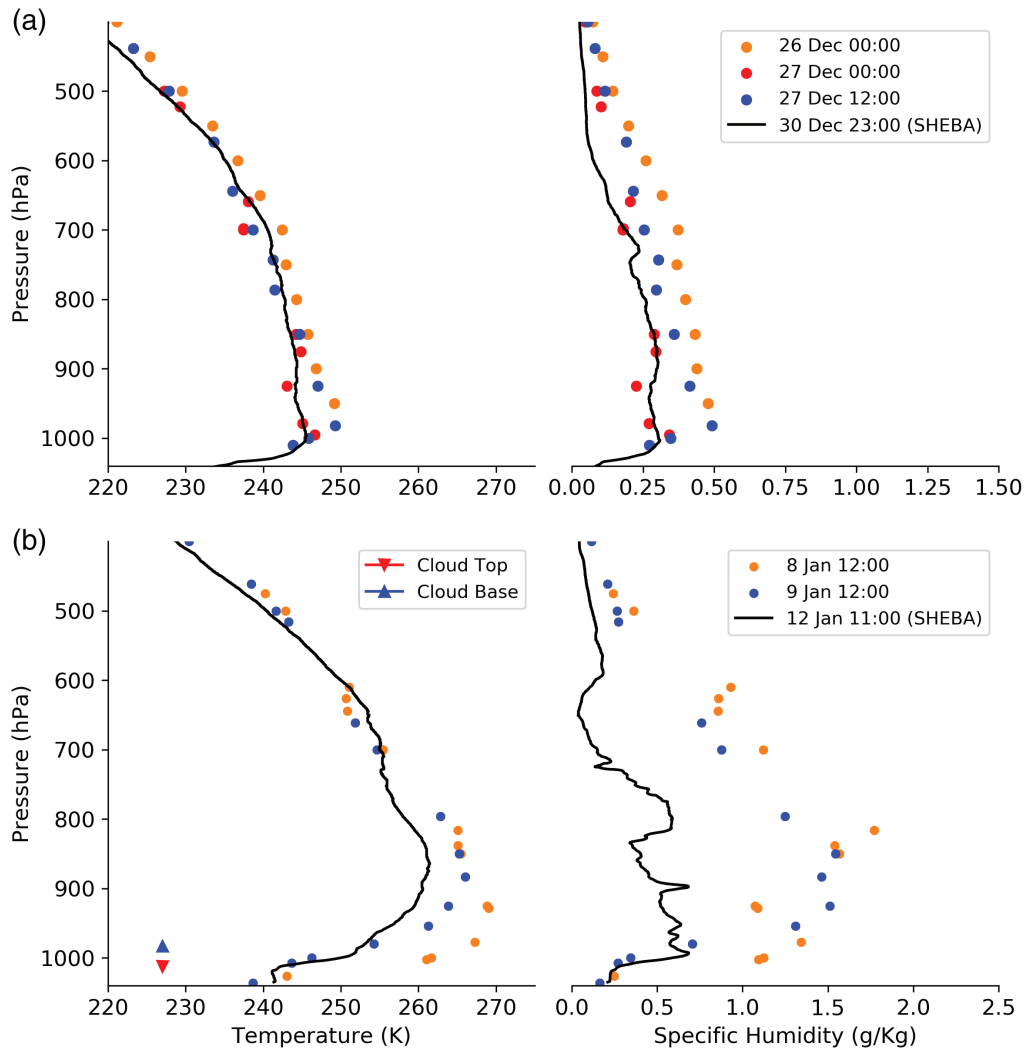 (a)
Pressure (hPa)
500
600
700
800
900
1000
220 230 240 250 260 270
26 Dec 00:00
27 Dec 00:00
27 Dec 12:00
30 Dec 23:00 (SHEBA)
0.00 0.25 0.50 0.75 1.00 1.25 1.50
(b)
Pressure (hPa)
500
600
700
800
900
1000
Cloud Top
Cloud Base
220 230 240 250 260 270
Temperature (K)
8 Jan 12:00
9 Jan 12:00
12 Jan 11:00 (SHEBA)
0.0 0.5 1.0 1.5 2.0 2.5
Specific Humidity (g/Kg)